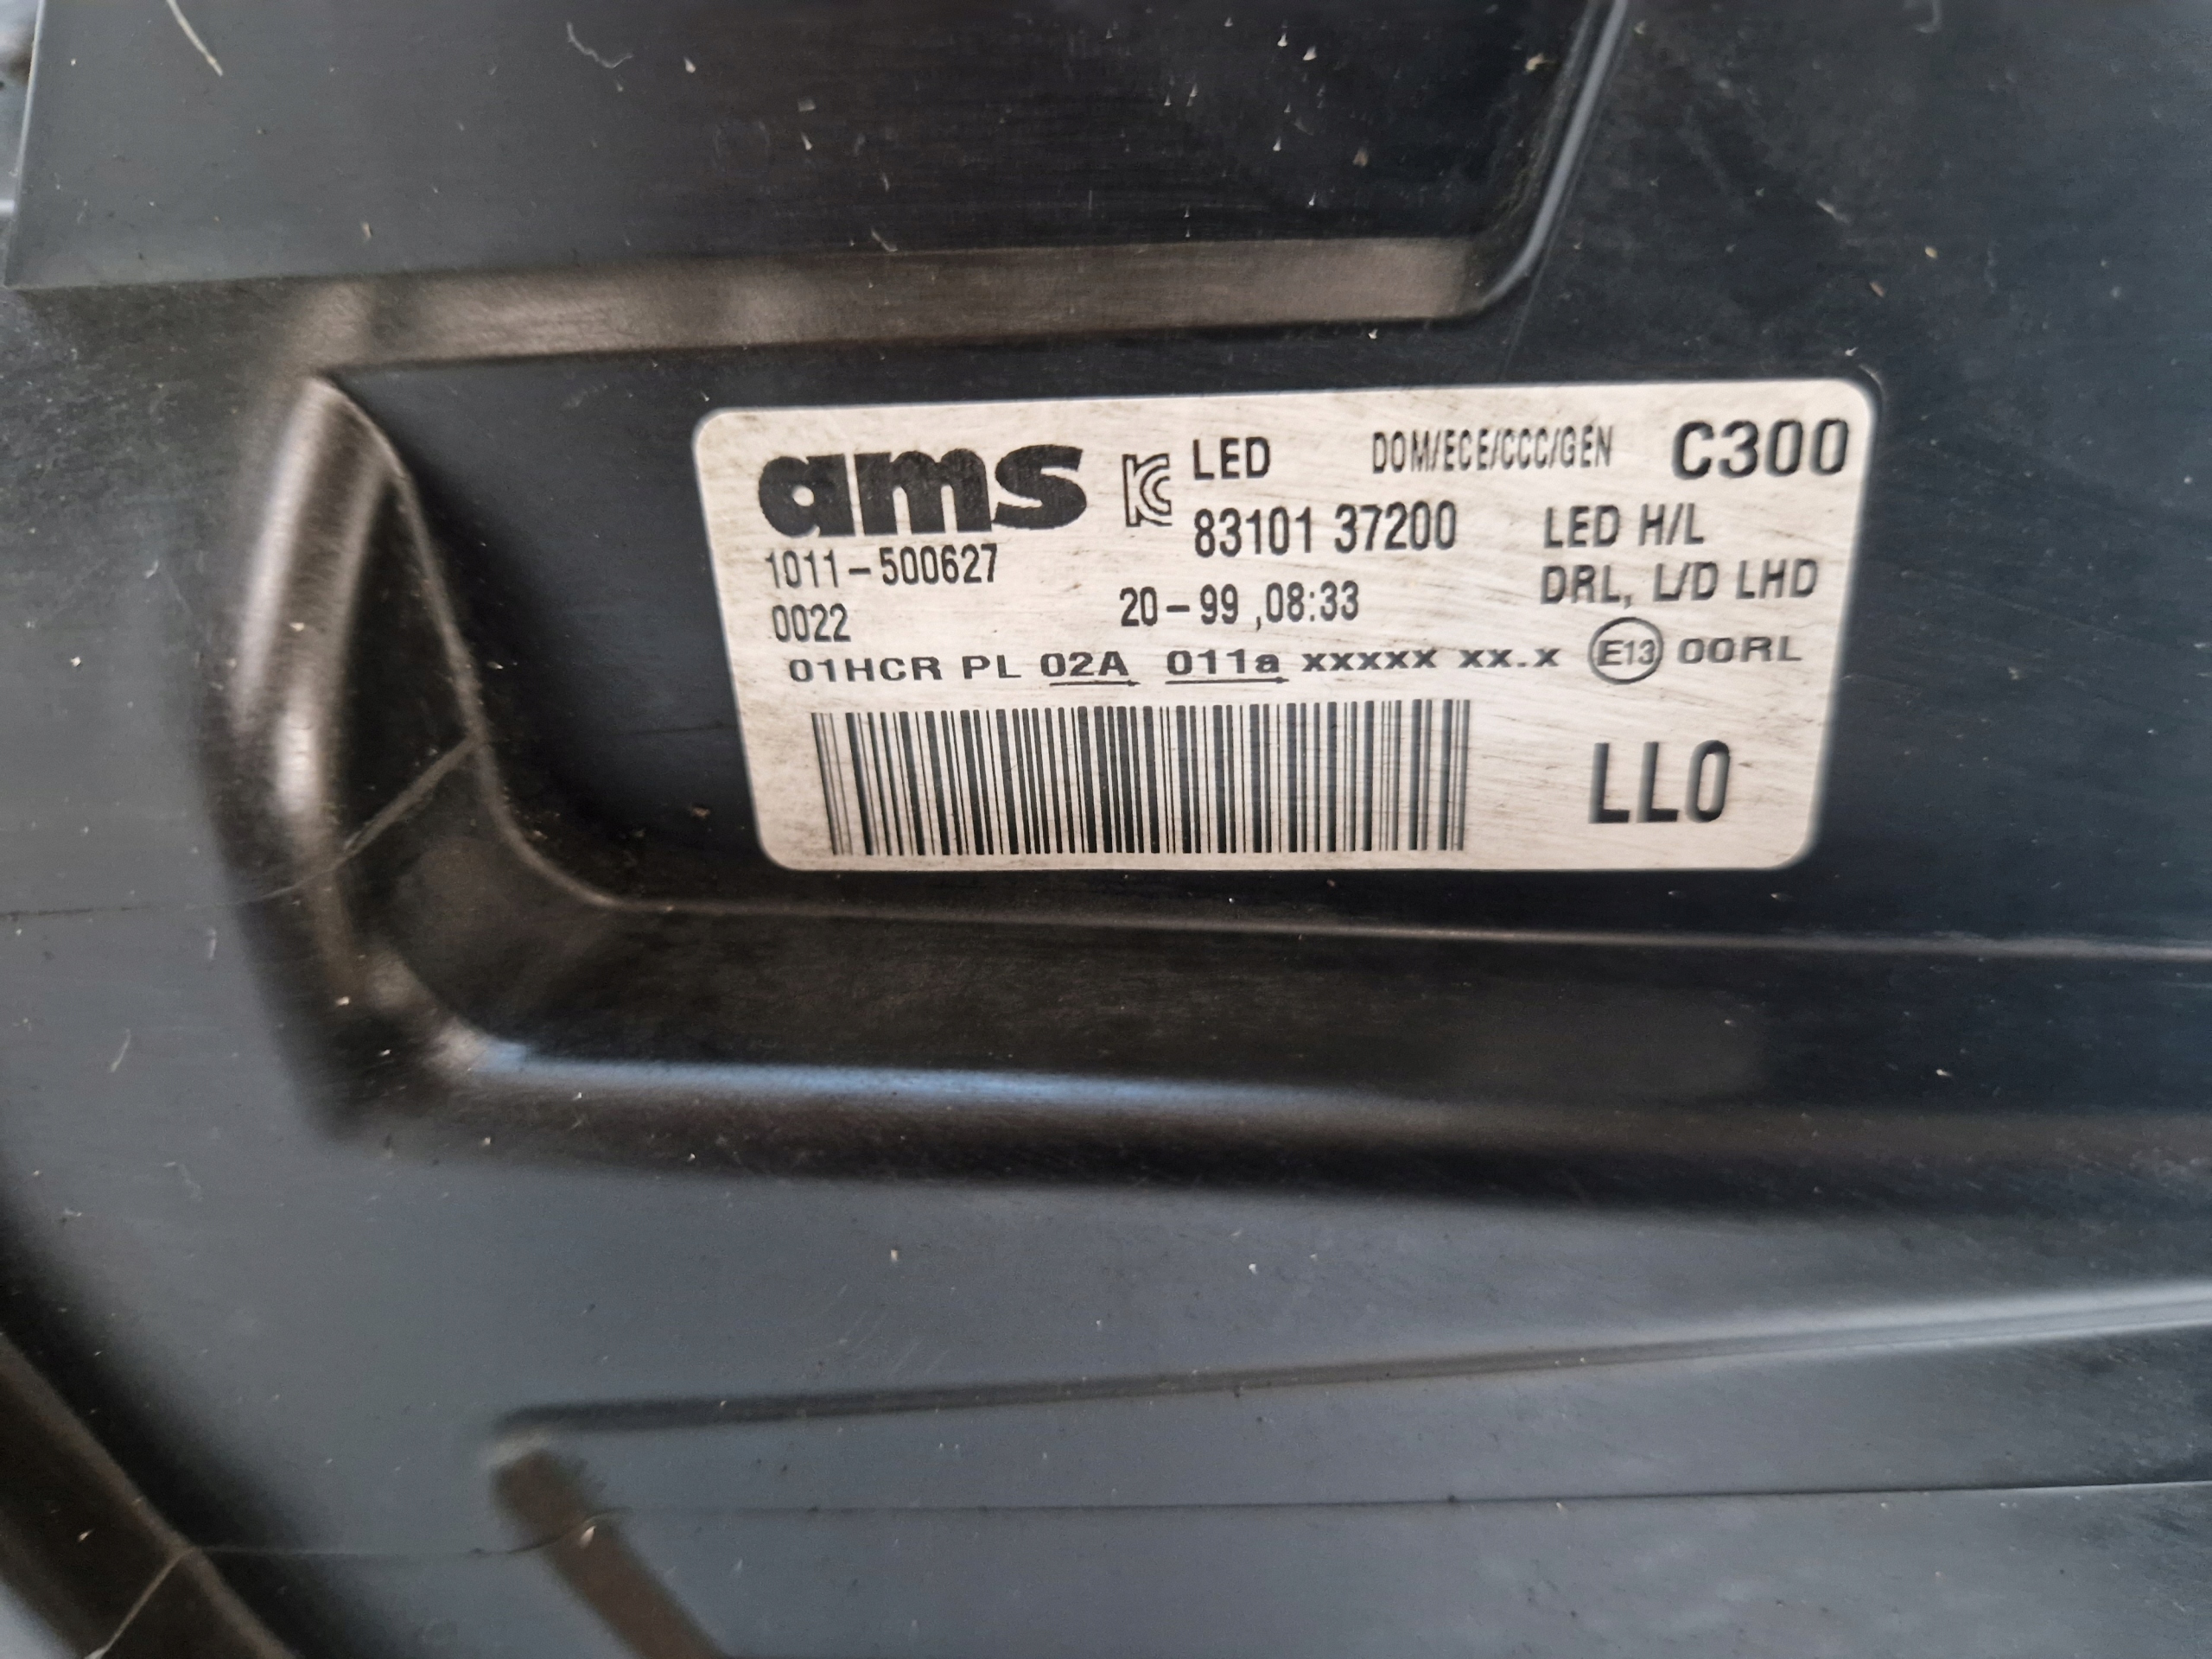 ams KC LED DOM/ECE/CCC/GEN C300
83101 37200 LED H/L
1011-500627 DRL, L/D LHD
0022 20-99 ,08:33
01HCR PL 02A 011a xxxxx xx.x E13 00RL
LL0